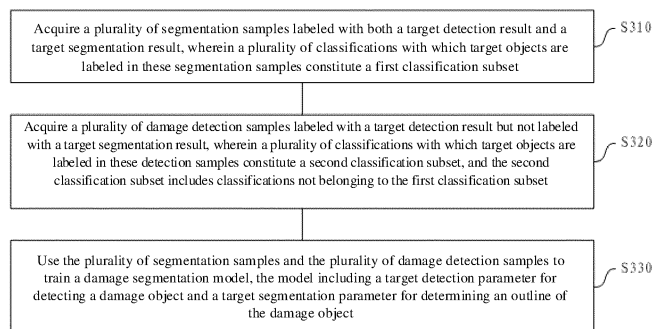 Acquire a plurality of segmentation samples labeled with both a target detection result and a
target segmentation result, wherein a plurality of classifications with which target objects are
labeled in these segmentation samples constitute a first classification subset
S310
Acquire a plurality of damage detection samples labeled with a target detection result but not labeled
with a target segmentation result, wherein a plurality of classifications with which target objects are
labeled in these detection samples constitute a second classification subset, and the second
classification subset includes classifications not belonging to the first classification subset
S320
Use the plurality of segmentation samples and the plurality of damage detection samples to
train a damage segmentation model, the model including a target detection parameter for
detecting a damage object and a target segmentation parameter for determining an outline of
the damage object
S330